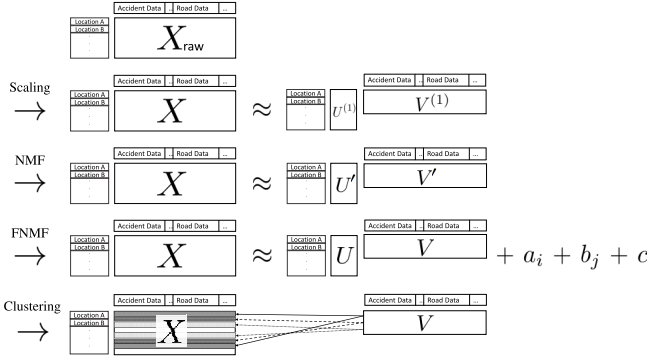 Accident Data .. Road Data ...
Location A
Location B
X_raw
Scaling
→
Accident Data .. Road Data ...
Location A
Location B
X
≈
Location A
Location B
U^(1)
Accident Data .. Road Data ...
V^(1)
NMF
→
Accident Data .. Road Data ...
Location A
Location B
X
≈
Location A
Location B
U′
Accident Data .. Road Data ...
V′
FNMF
→
Accident Data .. Road Data ...
Location A
Location B
X
≈
Location A
Location B
U
Accident Data .. Road Data ...
V
+ a_i + b_j + c
Clustering
→
Accident Data .. Road Data ...
Location A
Location B
X
Accident Data .. Road Data ...
V